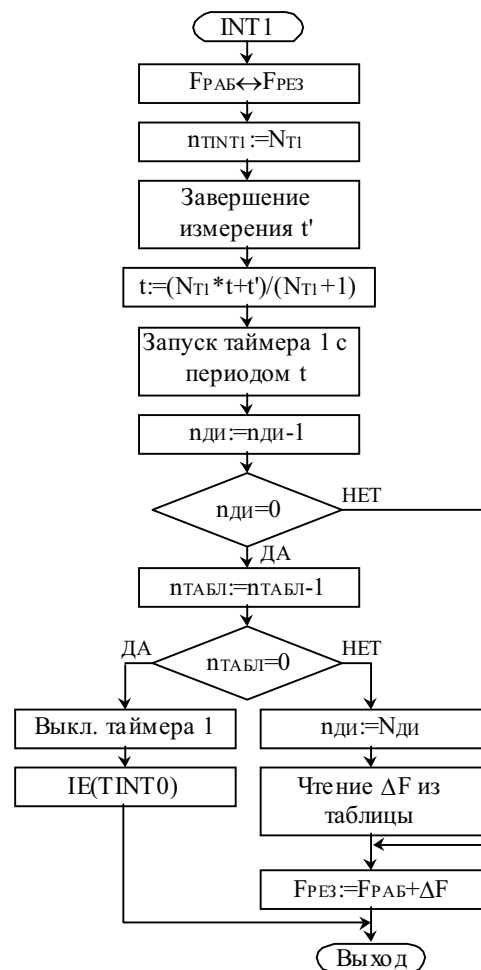 INT1
FРАБ↔FРЕЗ
nTINT1:=NT1
Завершение
измерения t'
t:=(NT1*t+t')/(NT1+1)
Запуск таймера 1 с
периодом t
nДИ:=nДИ-1
nДИ=0
НЕТ
ДА
nТАБЛ:=nТАБЛ-1
ДА
nТАБЛ=0
НЕТ
Выкл. таймера 1
nДИ:=NДИ
IE(TINT0)
Чтение ΔF из
таблицы
FРЕЗ:=FРАБ+ΔF
Выход